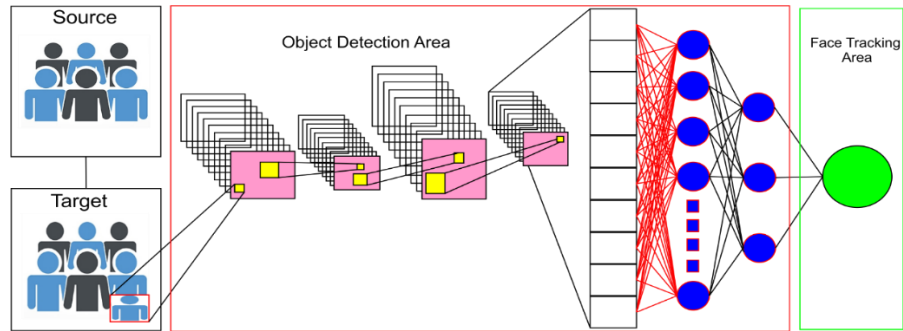 Source
Object Detection Area
Face Tracking
Area
Target